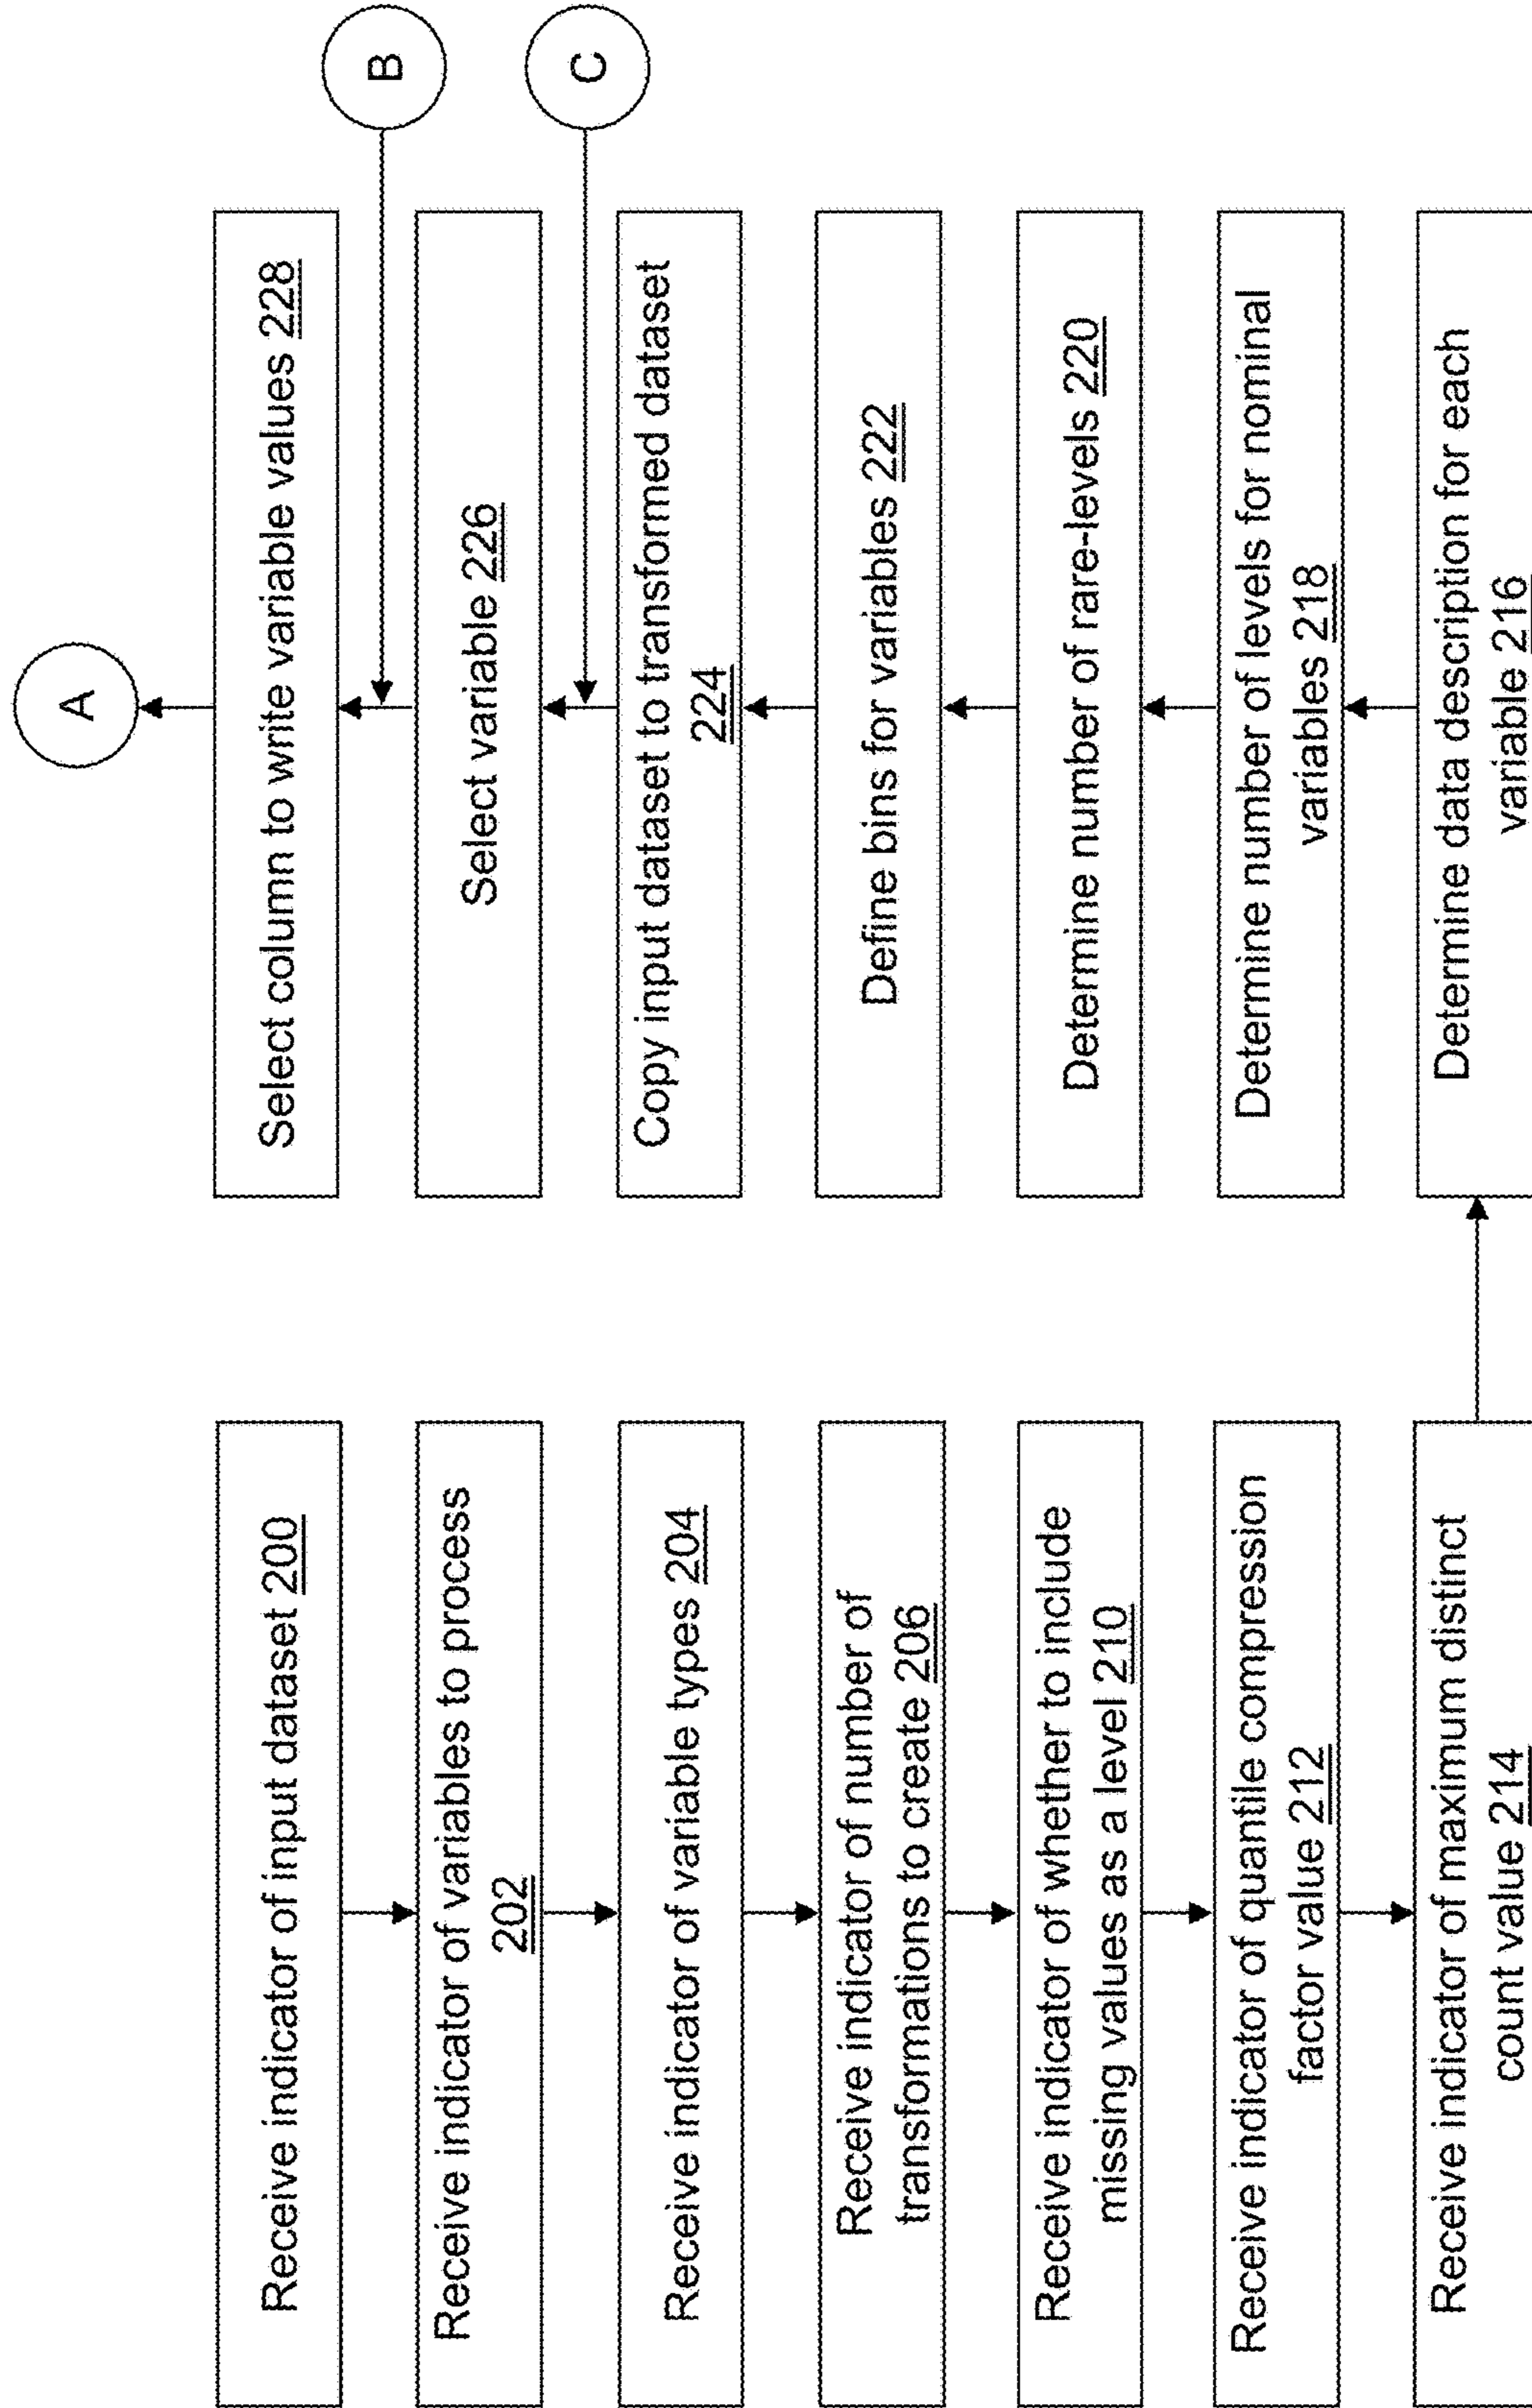 Receive indicator of input dataset 200
Receive indicator of variables to process
202
Receive indicator of variable types 204
Receive indicator of number of
transformations to create 206
Receive indicator of whether to include
missing values as a level 210
Receive indicator of quantile compression
factor value 212
Receive indicator of maximum distinct
count value 214
A
Select column to write variable values 228
B
Select variable 226
C
Copy input dataset to transformed dataset
224
Define bins for variables 222
Determine number of rare-levels 220
Determine number of levels for nominal
variables 218
Determine data description for each
variable 216